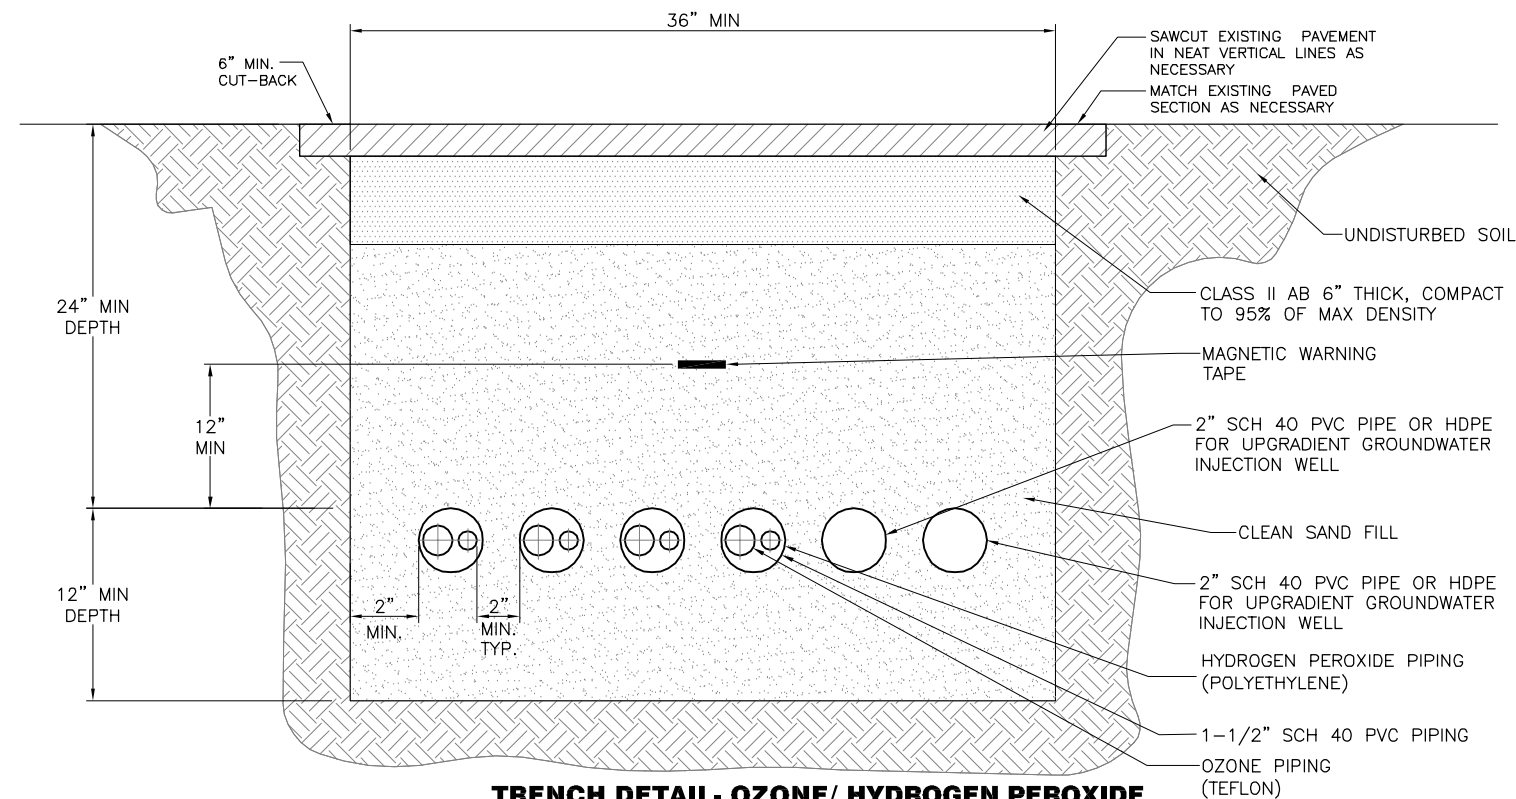 36” MIN
SAWCUT EXISTING PAVEMENT
IN NEAT VERTICAL LINES AS
NECESSARY
6” MIN.
CUT-BACK
MATCH EXISTING PAVED
SECTION AS NECESSARY
UNDISTURBED SOIL
24” MIN
DEPTH
CLASS II AB 6” THICK, COMPACT
TO 95% OF MAX DENSITY
MAGNETIC WARNING
TAPE
12”
MIN
2” SCH 40 PVC PIPE OR HDPE
FOR UPGRADIENT GROUNDWATER
INJECTION WELL
CLEAN SAND FILL
12” MIN
DEPTH
2”
MIN.
2”
MIN.
TYP.
2” SCH 40 PVC PIPE OR HDPE
FOR UPGRADIENT GROUNDWATER
INJECTION WELL
HYDROGEN PEROXIDE PIPING
(POLYETHYLENE)
1-1/2” SCH 40 PVC PIPING
OZONE PIPING
(TEFLON)
TRENCH DETAIL- OZONE/ HYDROGEN PEROXIDE